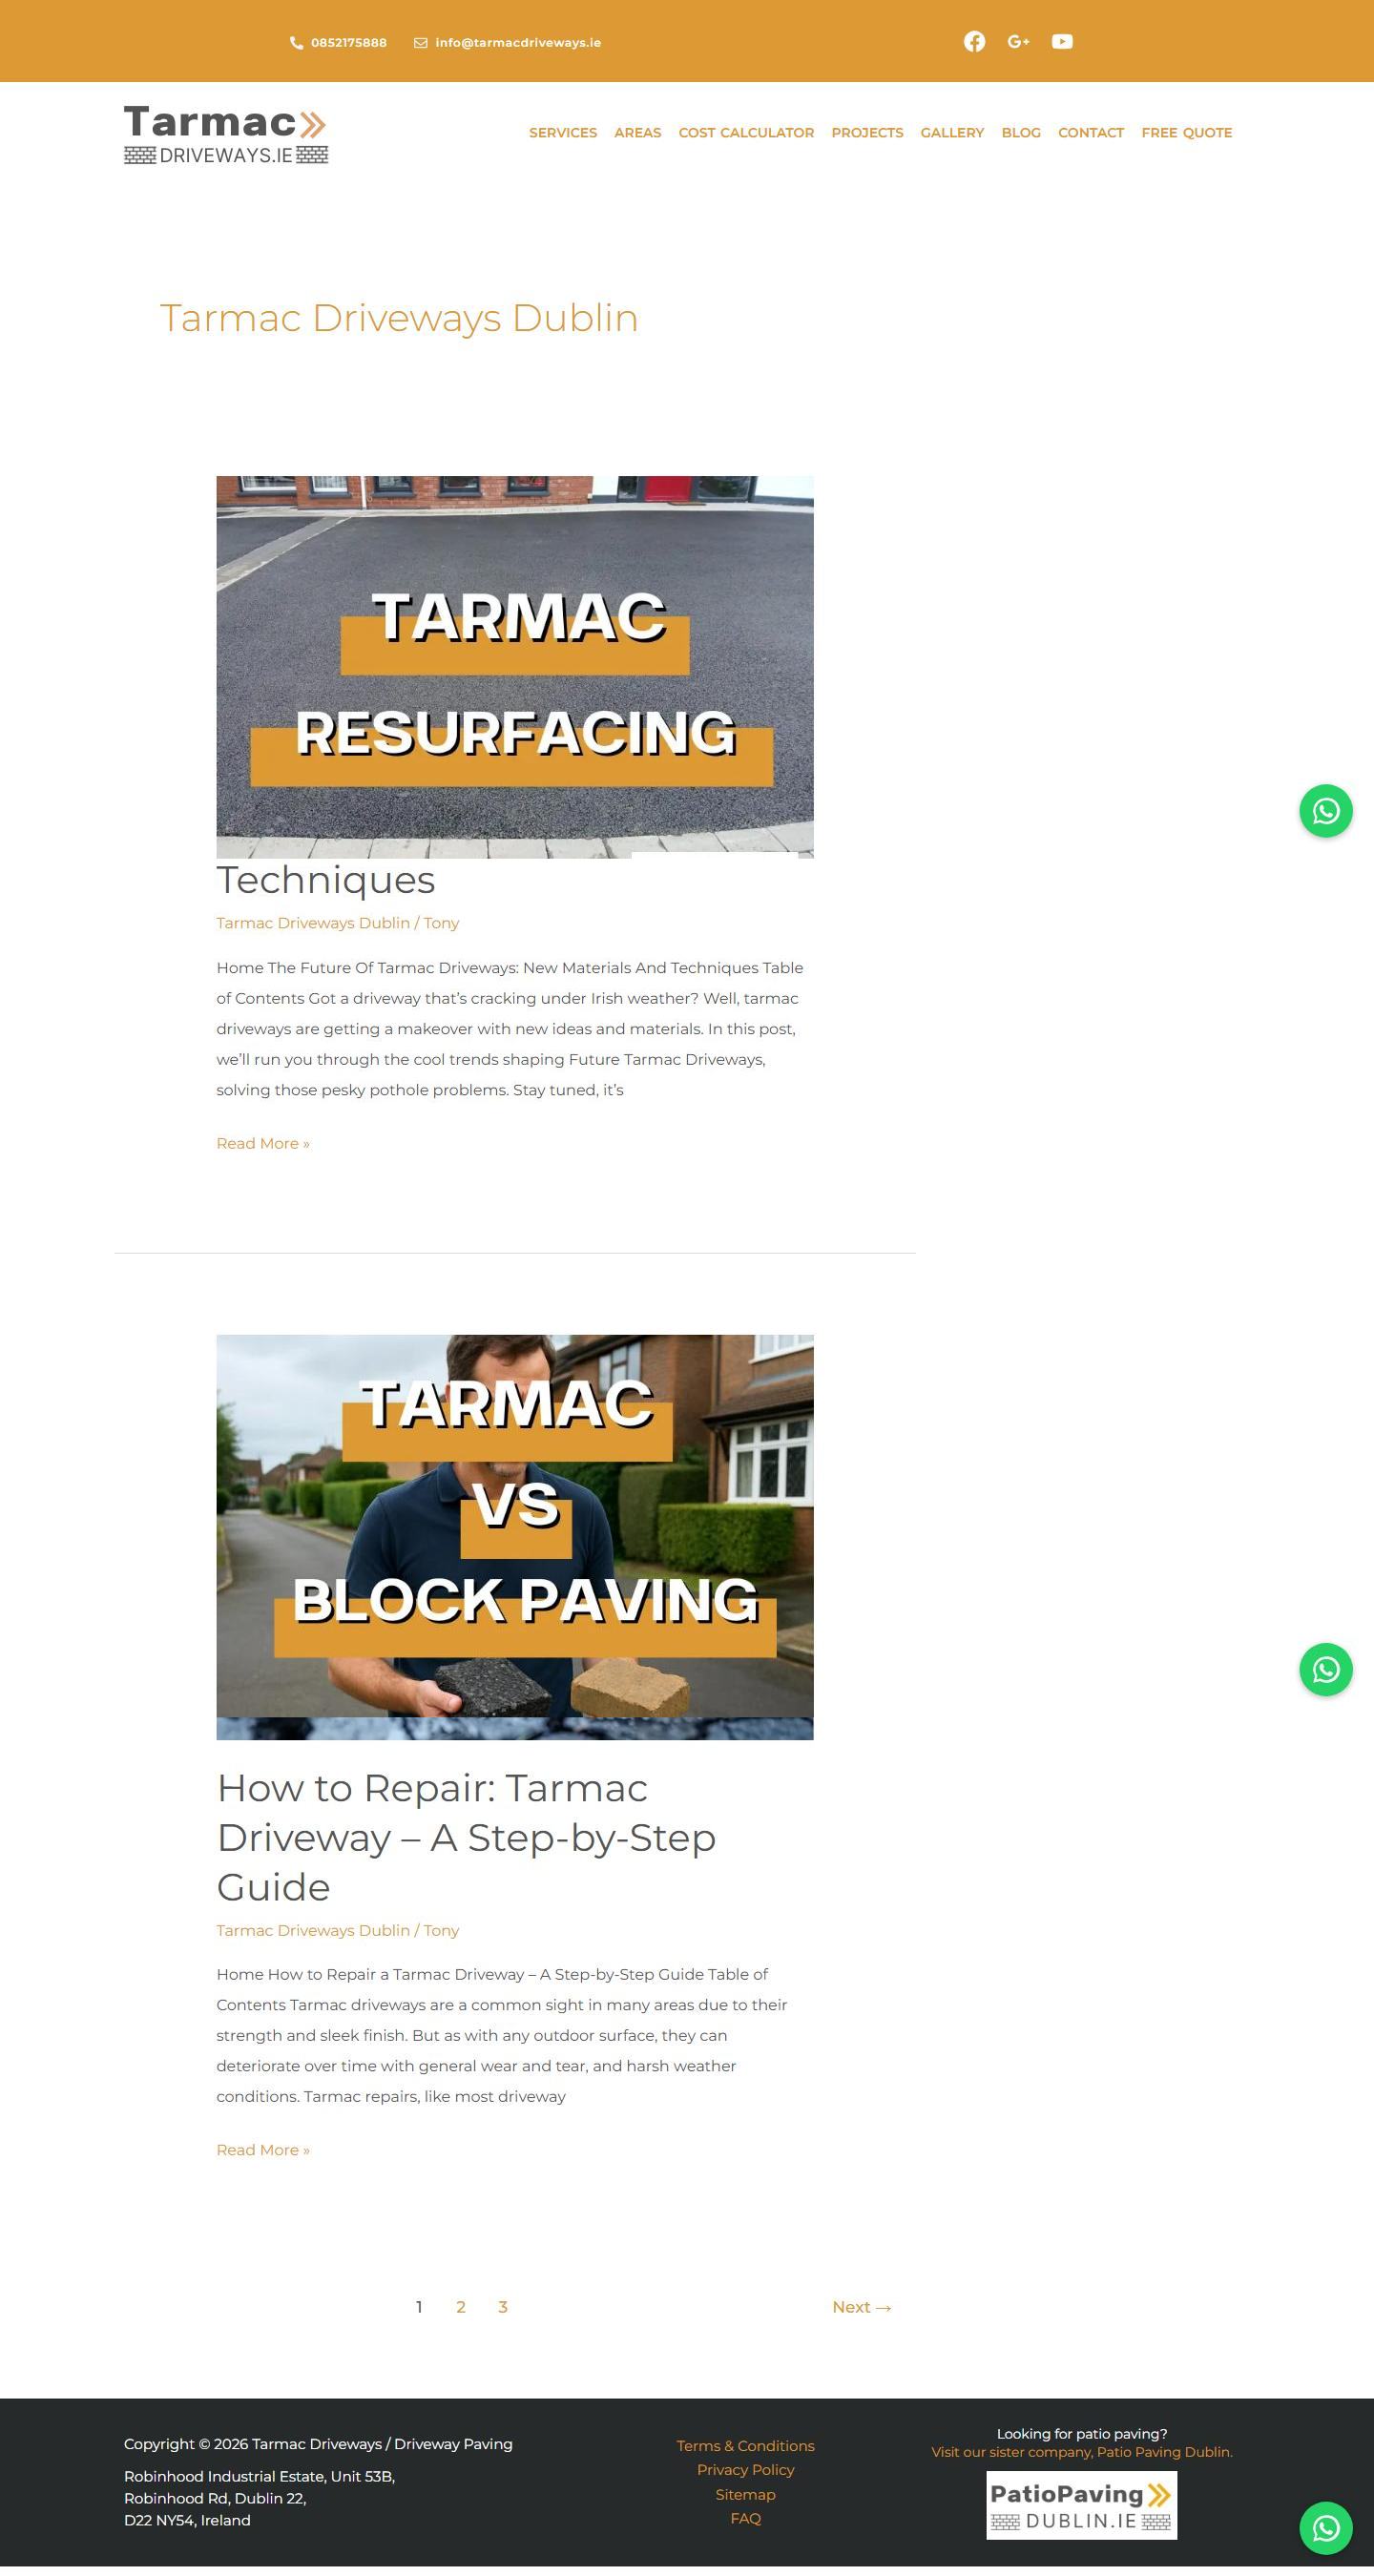 0852175888 info@tarmacdriveways.ie
Tarmac
DRIVEWAYS.IE
SERVICES AREAS COST CALCULATOR PROJECTS GALLERY BLOG CONTACT FREE QUOTE
Tarmac Driveways Dublin
TARMAC
RESURFACING
Techniques
Tarmac Driveways Dublin / Tony
Home The Future Of Tarmac Driveways: New Materials And Techniques Table
of Contents Got a driveway that’s cracking under Irish weather? Well, tarmac
driveways are getting a makeover with new ideas and materials. In this post,
we’ll run you through the cool trends shaping Future Tarmac Driveways,
solving those pesky pothole problems. Stay tuned, it’s
Read More »
TARMAC
VS
BLOCK PAVING
How to Repair: Tarmac
Driveway – A Step-by-Step
Guide
Tarmac Driveways Dublin / Tony
Home How to Repair a Tarmac Driveway – A Step-by-Step Guide Table of
Contents Tarmac driveways are a common sight in many areas due to their
strength and sleek finish. But as with any outdoor surface, they can
deteriorate over time with general wear and tear, and harsh weather
conditions. Tarmac repairs, like most driveway
Read More »
1 2 3 Next →
Copyright © 2026 Tarmac Driveways / Driveway Paving
Robinhood Industrial Estate, Unit 53B,
Robinhood Rd, Dublin 22,
D22 NY54, Ireland
Terms & Conditions
Privacy Policy
Sitemap
FAQ
Looking for patio paving?
Visit our sister company, Patio Paving Dublin.
PatioPaving
DUBLIN.IE